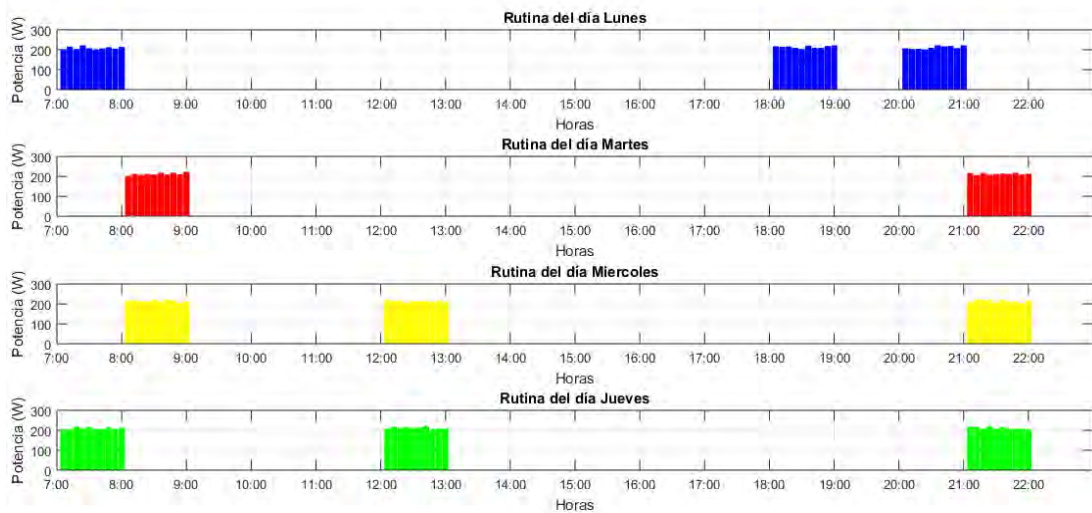 Rutina del día Lunes
Potencia (W)
300
200
100
0
7:00 8:00 9:00 10:00 11:00 12:00 13:00 14:00 15:00 16:00 17:00 18:00 19:00 20:00 21:00 22:00
Horas
Rutina del día Martes
Potencia (W)
300
200
100
0
7:00 8:00 9:00 10:00 11:00 12:00 13:00 14:00 15:00 16:00 17:00 18:00 19:00 20:00 21:00 22:00
Horas
Rutina del día Miercoles
Potencia (W)
300
200
100
0
7:00 8:00 9:00 10:00 11:00 12:00 13:00 14:00 15:00 16:00 17:00 18:00 19:00 20:00 21:00 22:00
Horas
Rutina del día Jueves
Potencia (W)
300
200
100
0
7:00 8:00 9:00 10:00 11:00 12:00 13:00 14:00 15:00 16:00 17:00 18:00 19:00 20:00 21:00 22:00
Horas